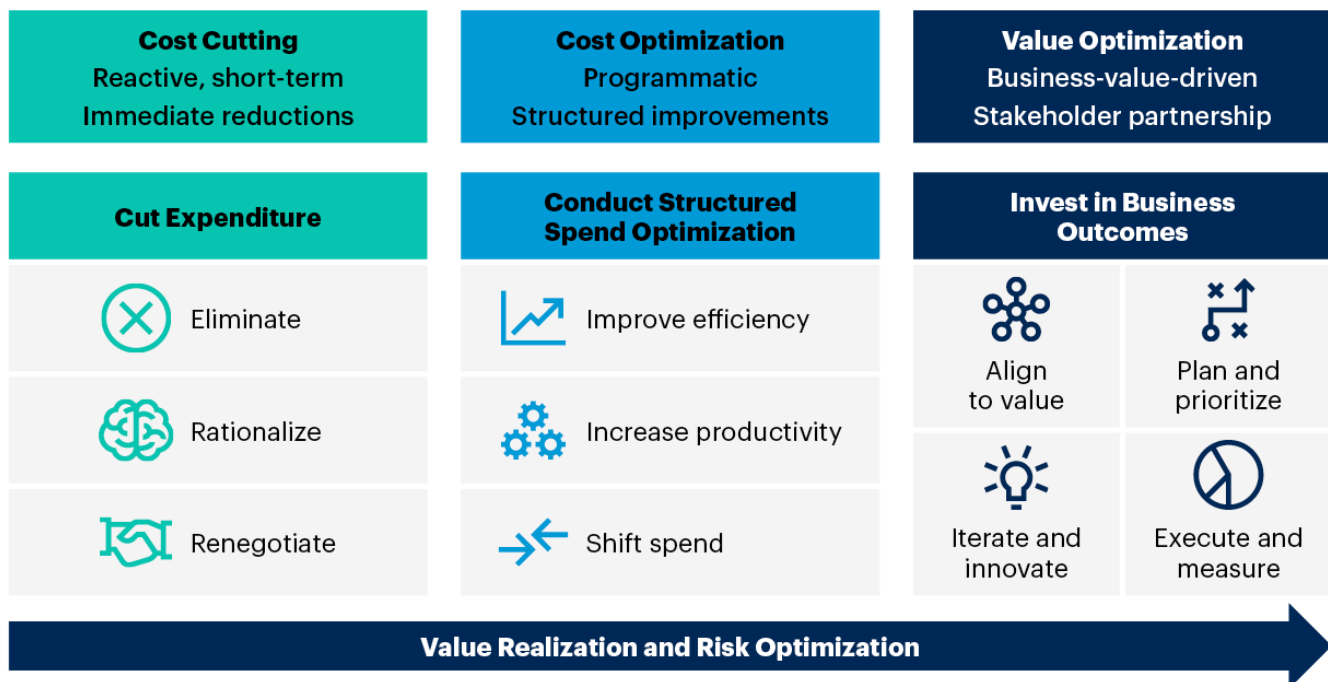 Cost Cutting
Reactive, short-term
Immediate reductions
Cost Optimization
Programmatic
Structured improvements
Value Optimization
Business-value-driven
Stakeholder partnership
Cut Expenditure
Eliminate
Rationalize
Renegotiate
Conduct Structured
Spend Optimization
Improve efficiency
Increase productivity
Shift spend
Invest in Business
Outcomes
Align
to value
Plan and
prioritize
Iterate and
innovate
Execute and
measure
Value Realization and Risk Optimization